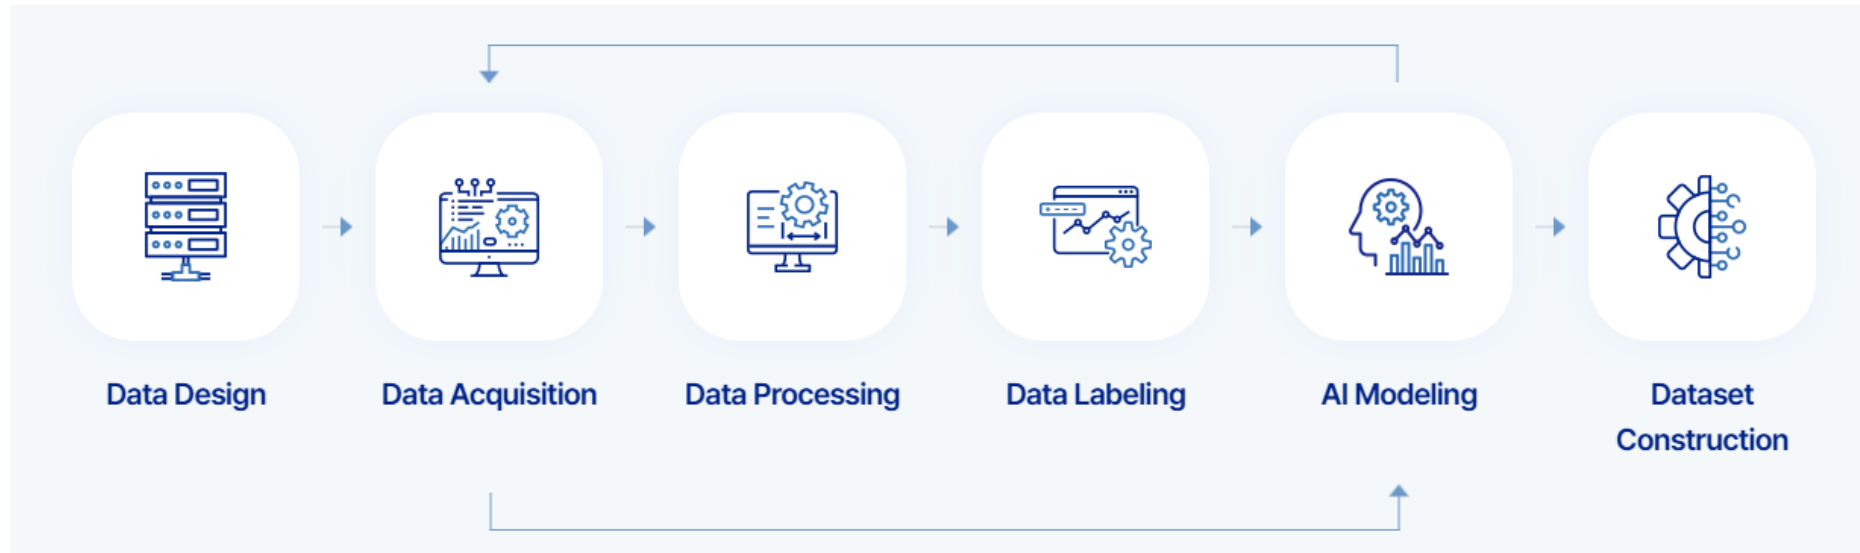 Data Design
Data Acquisition
Data Processing
Data Labeling
AI Modeling
Dataset
Construction